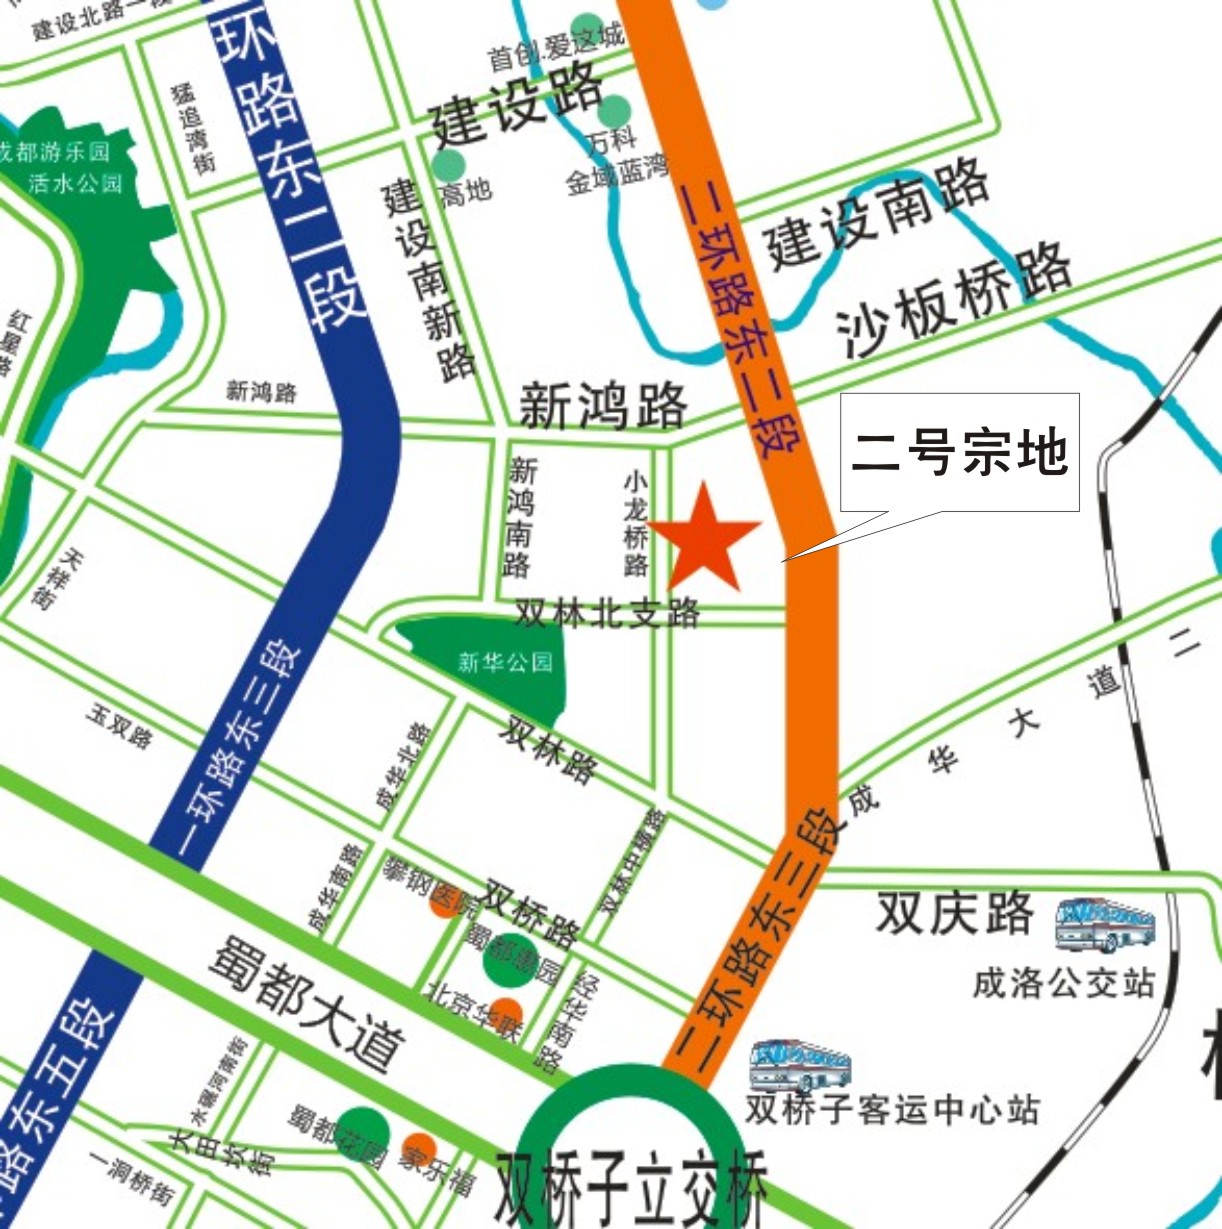 建设北路一段
猛追湾街
环路东二段
首创.爱这城
建设路
万科
金域蓝湾
高地
成都游乐园
活水公园
建设南新路
二环路东二段
建设南路
沙板桥路
红星路
新鸿路
新鸿路
二号宗地
新鸿南路
小龙桥路
双林北支路
天祥街
新华公园
一环路东三段
玉双路
成华北路
双林路
成华大道二
双林中横路
二环路东三段
成华南路
攀钢医院
双桥路
蜀都
园
双庆路
成洛公交站
蜀都大道
北京华联
经华南路
路东五段
水碾河南街
双桥子客运中心站
蜀都花園
家乐福
大田坎街
一洞桥街
双桥子立交桥